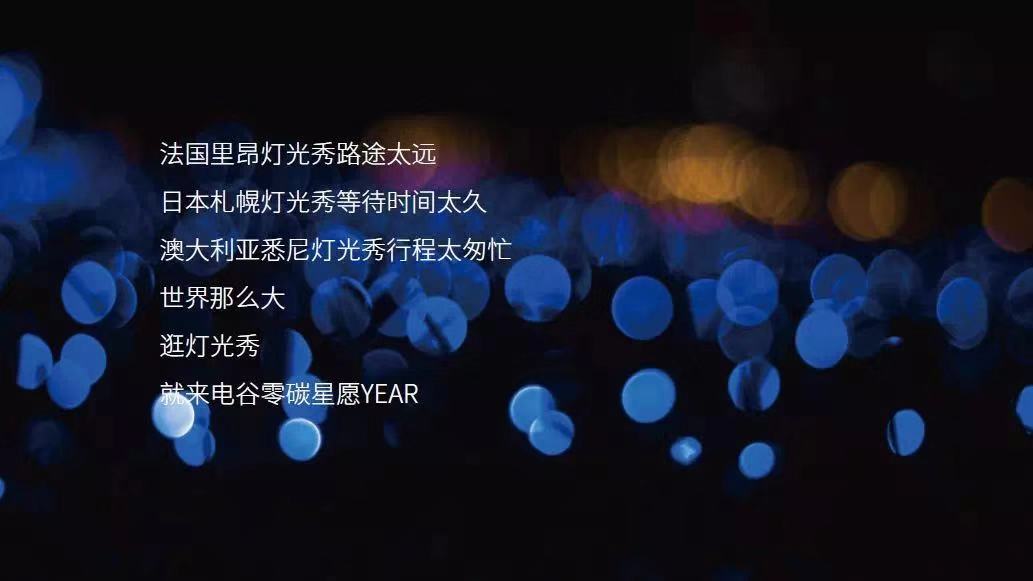 法国里昂灯光秀路途太远
日本札幌灯光秀等待时间太久
澳大利亚悉尼灯光秀行程太匆忙
世界那么大
逛灯光秀
就来电谷零碳星愿YEAR